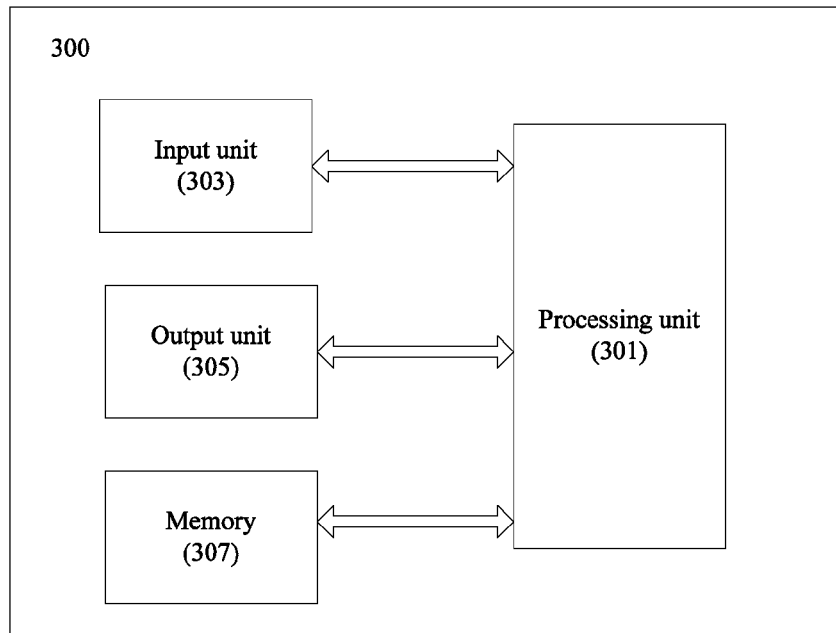 300
Input unit
(303)
Output unit
(305)
Memory
(307)
Processing unit
(301)